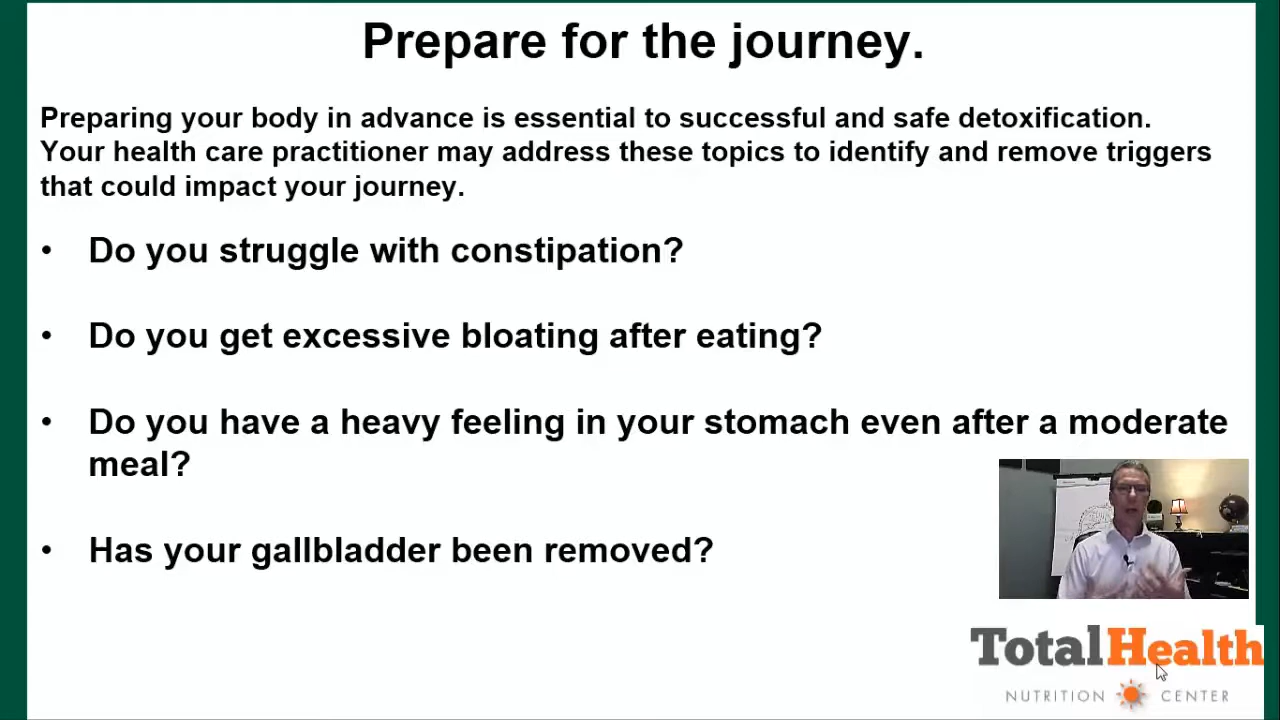 Prepare for the journey.
Preparing your body in advance is essential to successful and safe detoxification.
Your health care practitioner may address these topics to identify and remove triggers
that could impact your journey.
• Do you struggle with constipation?
• Do you get excessive bloating after eating?
• Do you have a heavy feeling in your stomach even after a moderate
meal?
• Has your gallbladder been removed?
TotalHealth
NUTRITION CENTER